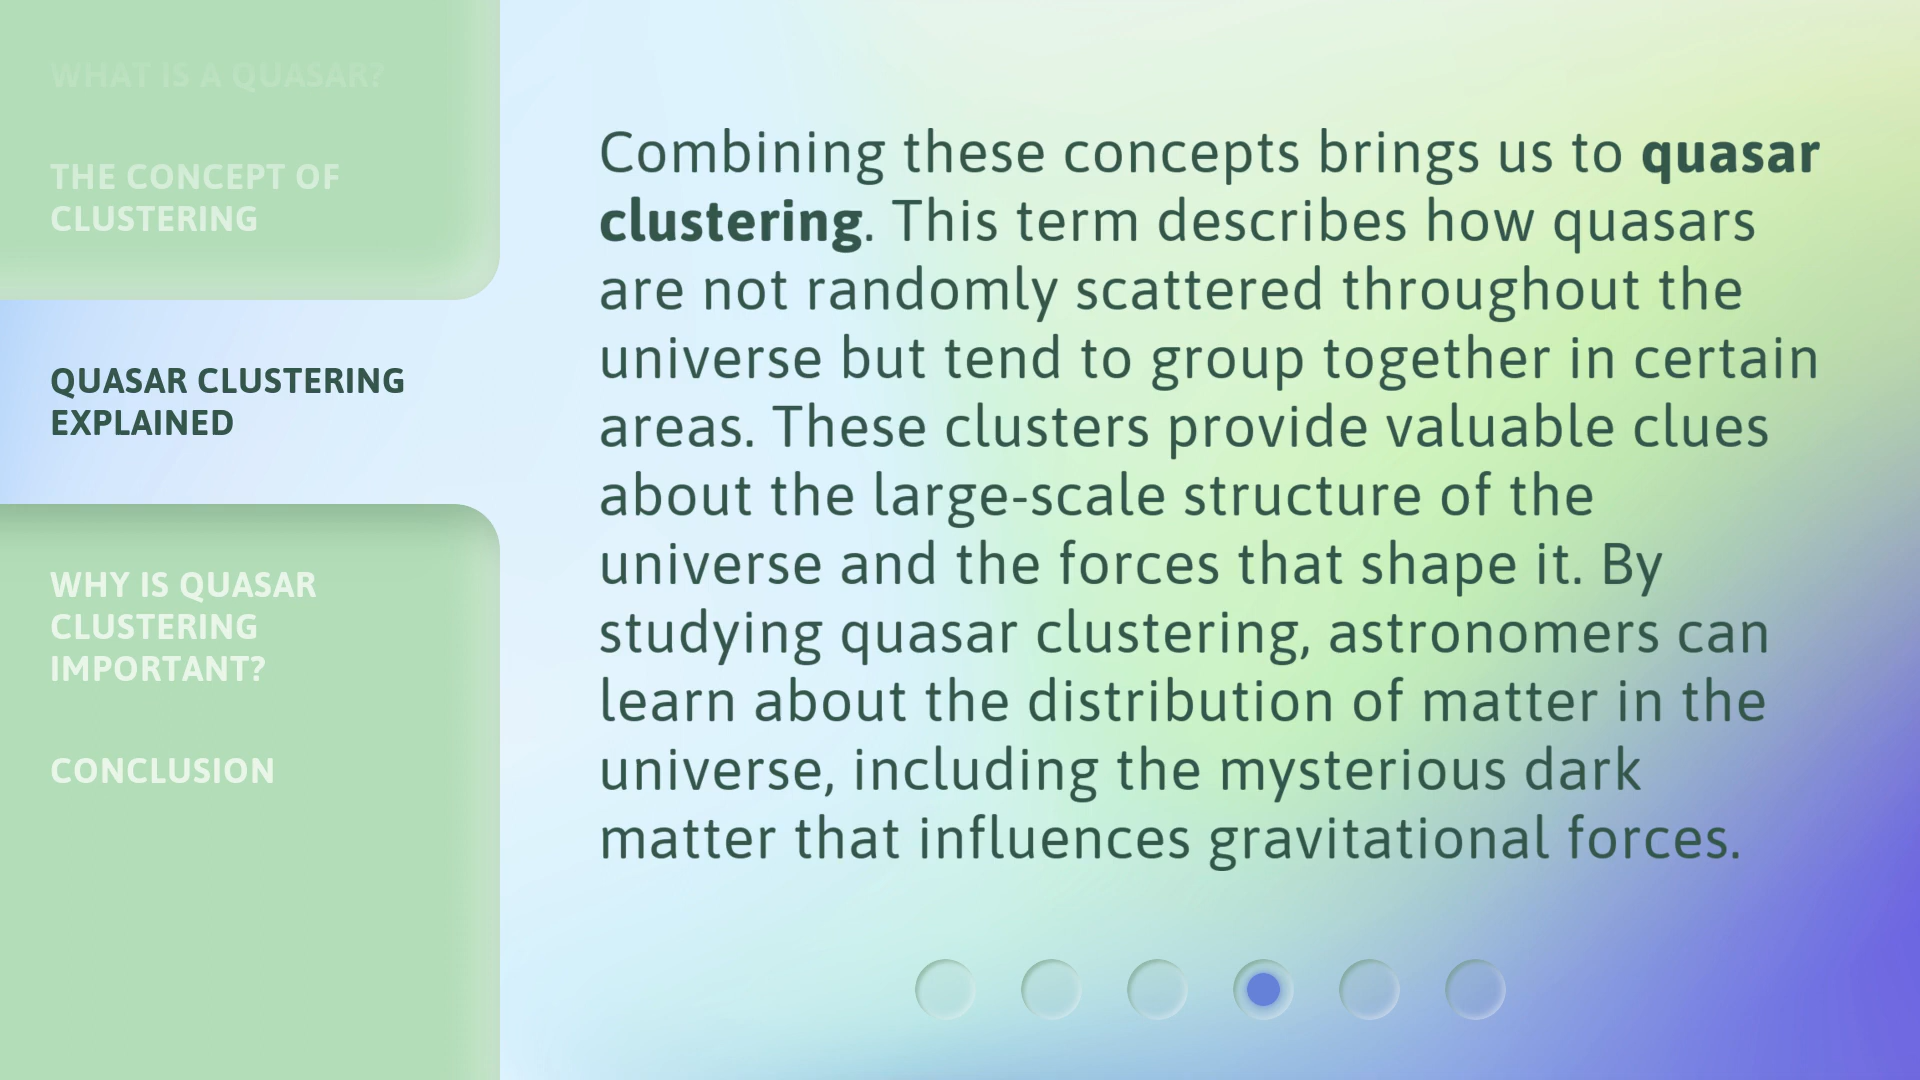 WHAT IS A QUASAR?
THE CONCEPT OF
CLUSTERING
QUASAR CLUSTERING
EXPLAINED
WHY IS QUASAR
CLUSTERING
IMPORTANT?
CONCLUSION
Combining these concepts brings us to quasar
clustering. This term describes how quasars
are not randomly scattered throughout the
universe but tend to group together in certain
areas. These clusters provide valuable clues
about the large-scale structure of the
universe and the forces that shape it. By
studying quasar clustering, astronomers can
learn about the distribution of matter in the
universe, including the mysterious dark
matter that influences gravitational forces.